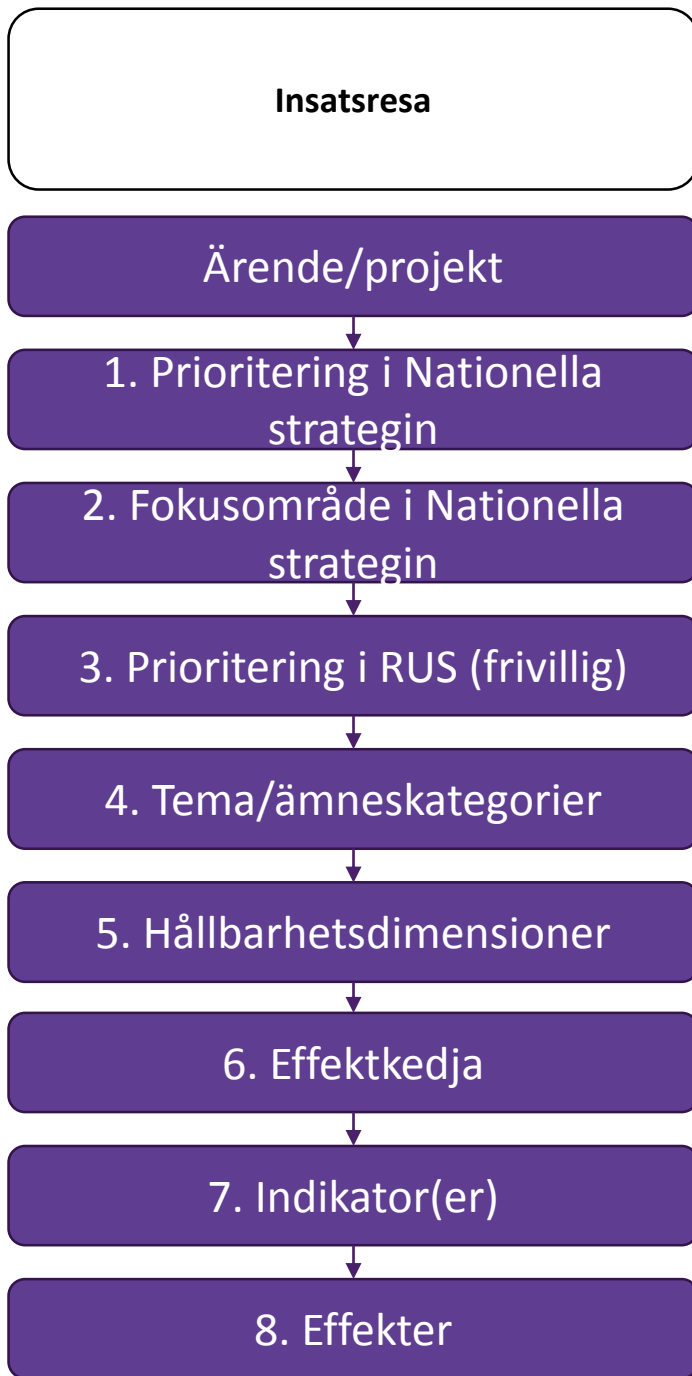 Insatsresa
Ärende/projekt
1. Prioritering i Nationella
strategin
2. Fokusområde i Nationella
strategin
3. Prioritering i RUS (frivillig)
4. Tema/ämneskategorier
5. Hållbarhetsdimensioner
6. Effektkedja
7. Indikator(er)
8. Effekter